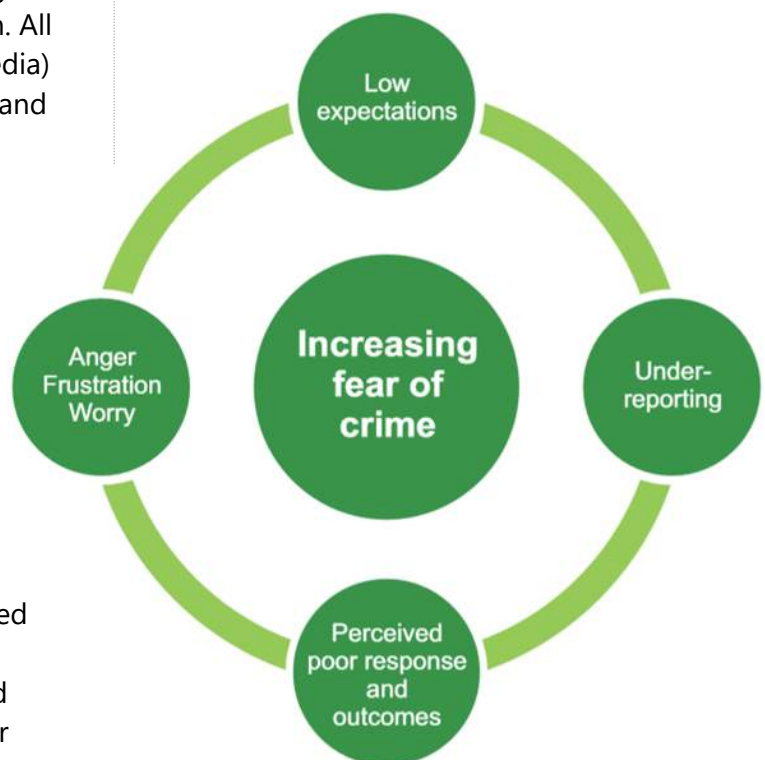 . All
edia)
and
Low
expectations
Increasing
fear of
crime
Anger
Frustration
Worry
Under-
reporting
Perceived
poor response
and
outcomes
ed
d
r